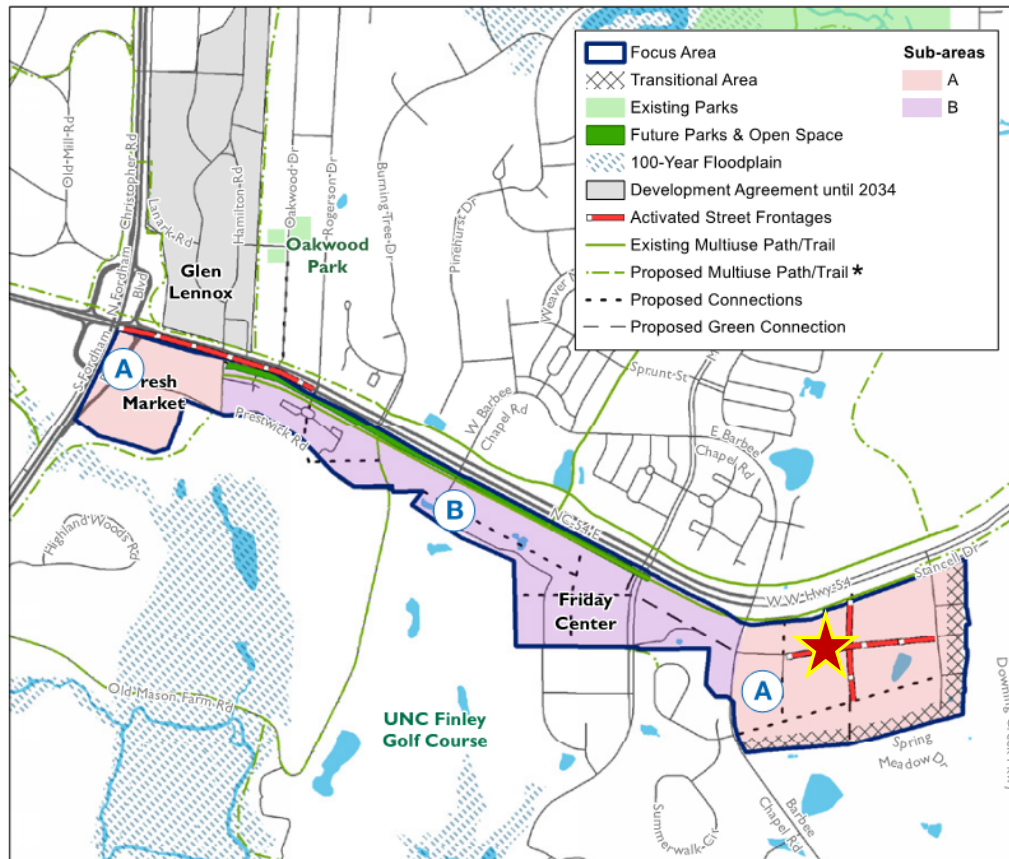 Focus Area
Transitional Area
Existing Parks
Future Parks & Open Space
100-Year Floodplain
Development Agreement until 2034
Activated Street Frontages
Existing Multiuse Path/Trail
Proposed Multiuse Path/Trail *
Proposed Connections
Proposed Green Connection
Sub-areas
A
B
Old-Mill-Rd
N Fordham
Blvd
Christopher-Rd
Lanark-Rd
Hamilton-Rd
Oakwood-Dr
Rogerson-Dr
Burning-Tree-Dr
Pinehurst Dr
Weaver
Oakwood
Park
Glen
Lennox
S-Fordham
A
Fresh
Market
Prestwick Rd
Sprunt-St
W Barbee
Chapel Rd
E Barbee
Chapel Rd
B
NC-54-E
Highland Woods Rd
Friday
Center
W W-Hwy-54
Stancell Dr
A
Old-Mason-Farm-Rd
UNC Finley
Golf Course
Spring
Meadow Dr
Summerwalk-Cir
Barbee
Chapel-Rd